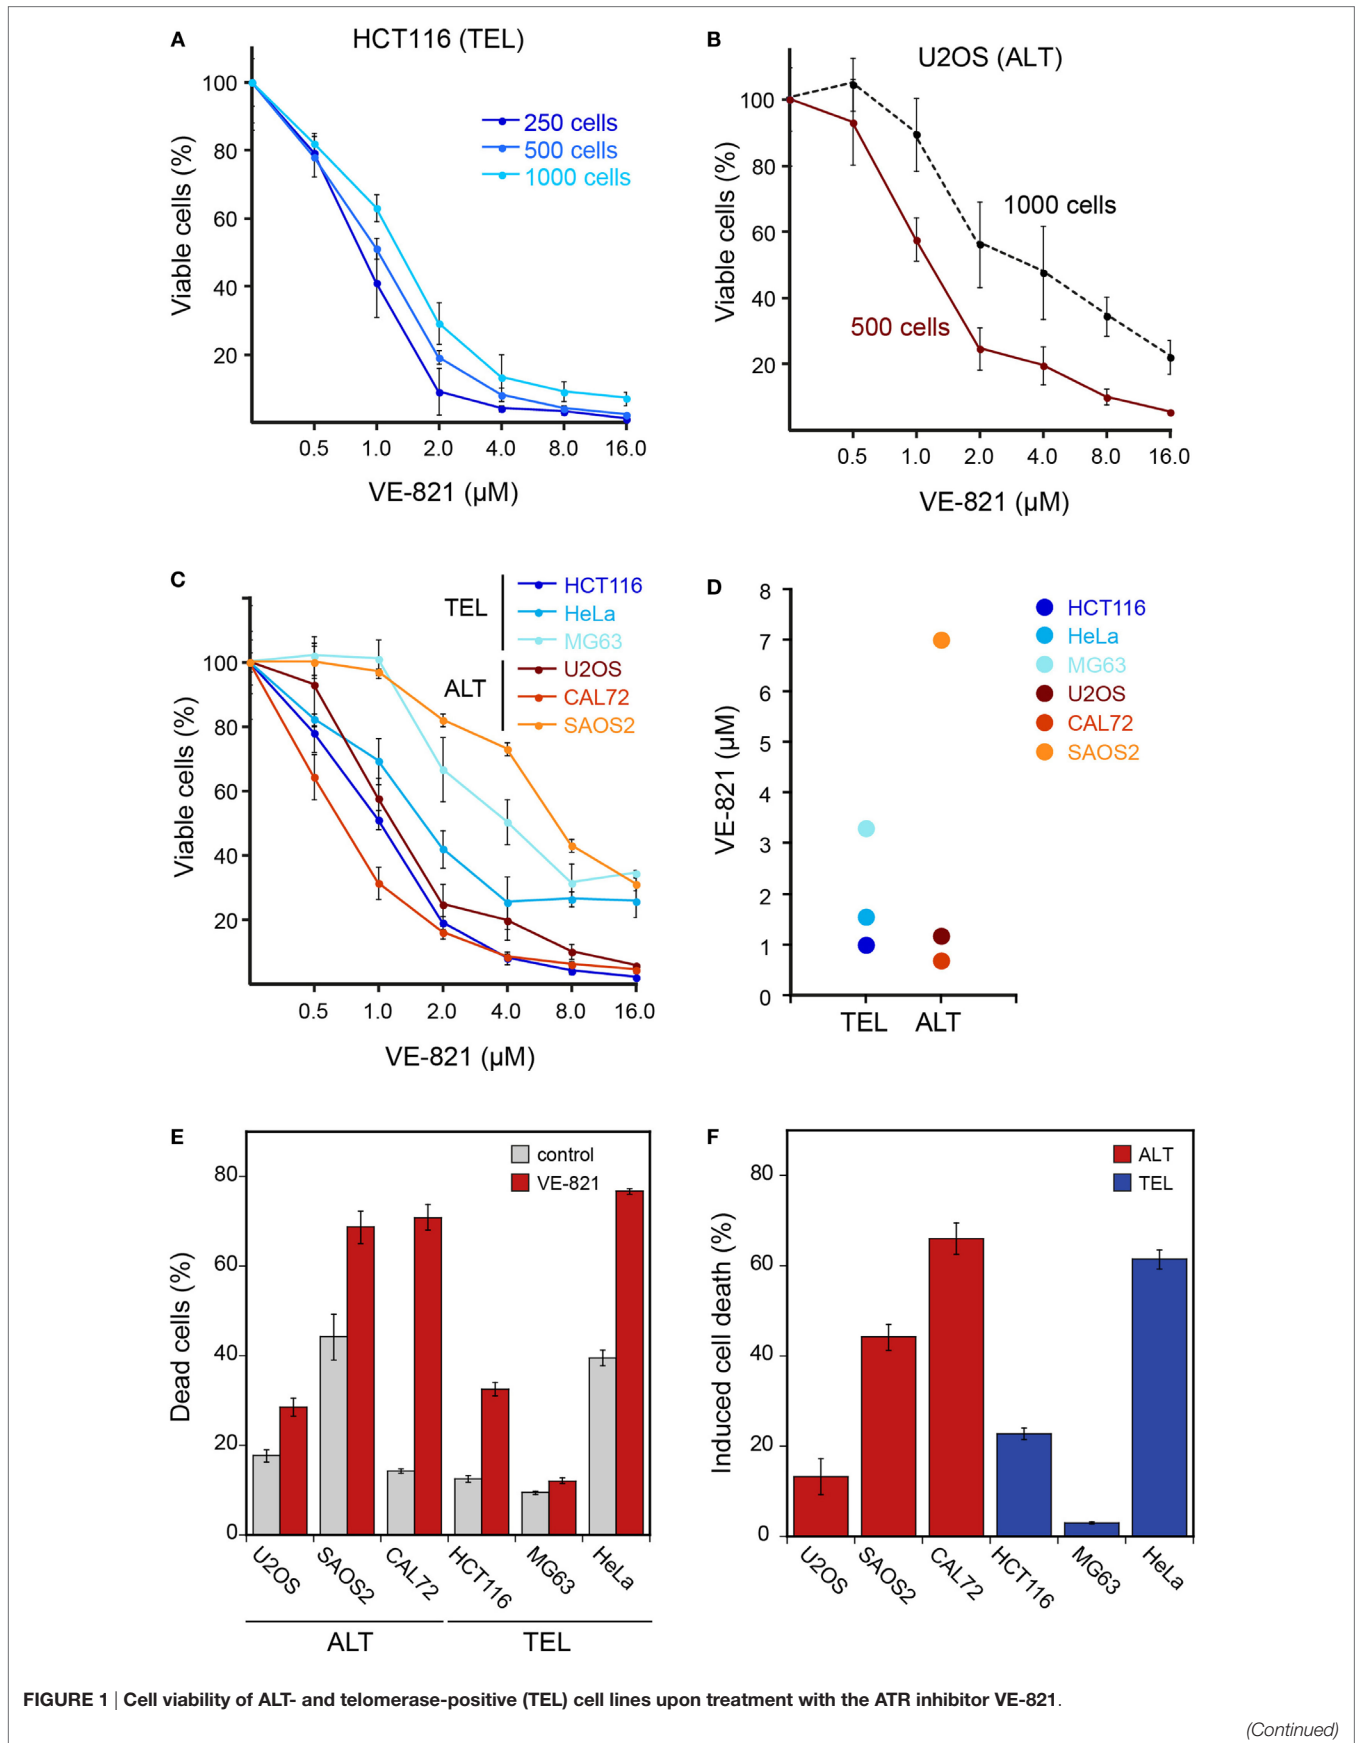 A
HCT116 (TEL)
Viable cells (%)
100
80
60
40
20
250 cells
500 cells
1000 cells
0.5 1.0 2.0 4.0 8.0 16.0
VE-821 (µM)
B
U2OS (ALT)
Viable cells (%)
100
80
60
40
20
1000 cells
500 cells
0.5 1.0 2.0 4.0 8.0 16.0
VE-821 (µM)
C
Viable cells (%)
100
80
60
40
20
TEL
HCT116
HeLa
MG63
ALT
U2OS
CAL72
SAOS2
0.5 1.0 2.0 4.0 8.0 16.0
VE-821 (µM)
D
VE-821 (µM)
8
7
6
5
4
3
2
1
0
HCT116
HeLa
MG63
U2OS
CAL72
SAOS2
TEL ALT
E
Dead cells (%)
80
60
40
20
0
control
VE-821
U2OS SAOS2 CAL72 HCT116 MG63 HeLa
ALT TEL
F
Induced cell death (%)
80
60
40
20
0
ALT
TEL
U2OS SAOS2 CAL72 HCT116 MG63 HeLa
FIGURE 1 | Cell viability of ALT- and telomerase-positive (TEL) cell lines upon treatment with the ATR inhibitor VE-821.
(Continued)